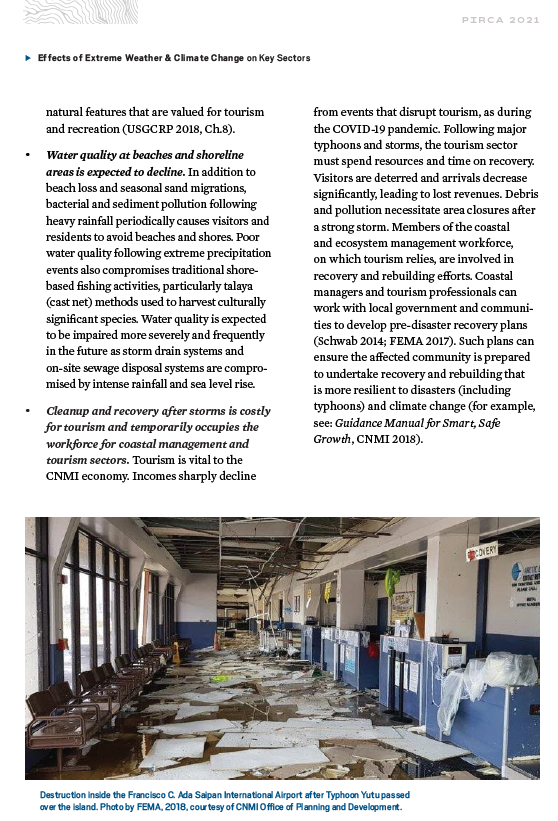 PIRCA 2021
▶ Effects of Extreme Weather & Climate Change on Key Sectors
natural features that are valued for tourism
and recreation (USGCRP 2018, Ch.8).
• Water quality at beaches and shoreline
areas is expected to decline. In addition to
beach loss and seasonal sand migrations,
bacterial and sediment pollution following
heavy rainfall periodically causes visitors and
residents to avoid beaches and shores. Poor
water quality following extreme precipitation
events also compromises traditional shore-
based fishing activities, particularly talaya
(cast net) methods used to harvest culturally
significant species. Water quality is expected
to be impaired more severely and frequently
in the future as storm drain systems and
on-site sewage disposal systems are compro-
mised by intense rainfall and sea level rise.
• Cleanup and recovery after storms is costly
for tourism and temporarily occupies the
workforce for coastal management and
tourism sectors. Tourism is vital to the
CNMI economy. Incomes sharply decline
from events that disrupt tourism, as during
the COVID-19 pandemic. Following major
typhoons and storms, the tourism sector
must spend resources and time on recovery.
Visitors are deterred and arrivals decrease
significantly, leading to lost revenues. Debris
and pollution necessitate area closures after
a strong storm. Members of the coastal
and ecosystem management workforce,
on which tourism relies, are involved in
recovery and rebuilding efforts. Coastal
managers and tourism professionals can
work with local government and communi-
ties to develop pre-disaster recovery plans
(Schwab 2014; FEMA 2017). Such plans can
ensure the affected community is prepared
to undertake recovery and rebuilding that
is more resilient to disasters (including
typhoons) and climate change (for example,
see: Guidance Manual for Smart, Safe
Growth, CNMI 2018).
Destruction inside the Francisco C. Ada Saipan International Airport after Typhoon Yutu passed
over the island. Photo by FEMA, 2018, courtesy of CNMI Office of Planning and Development.